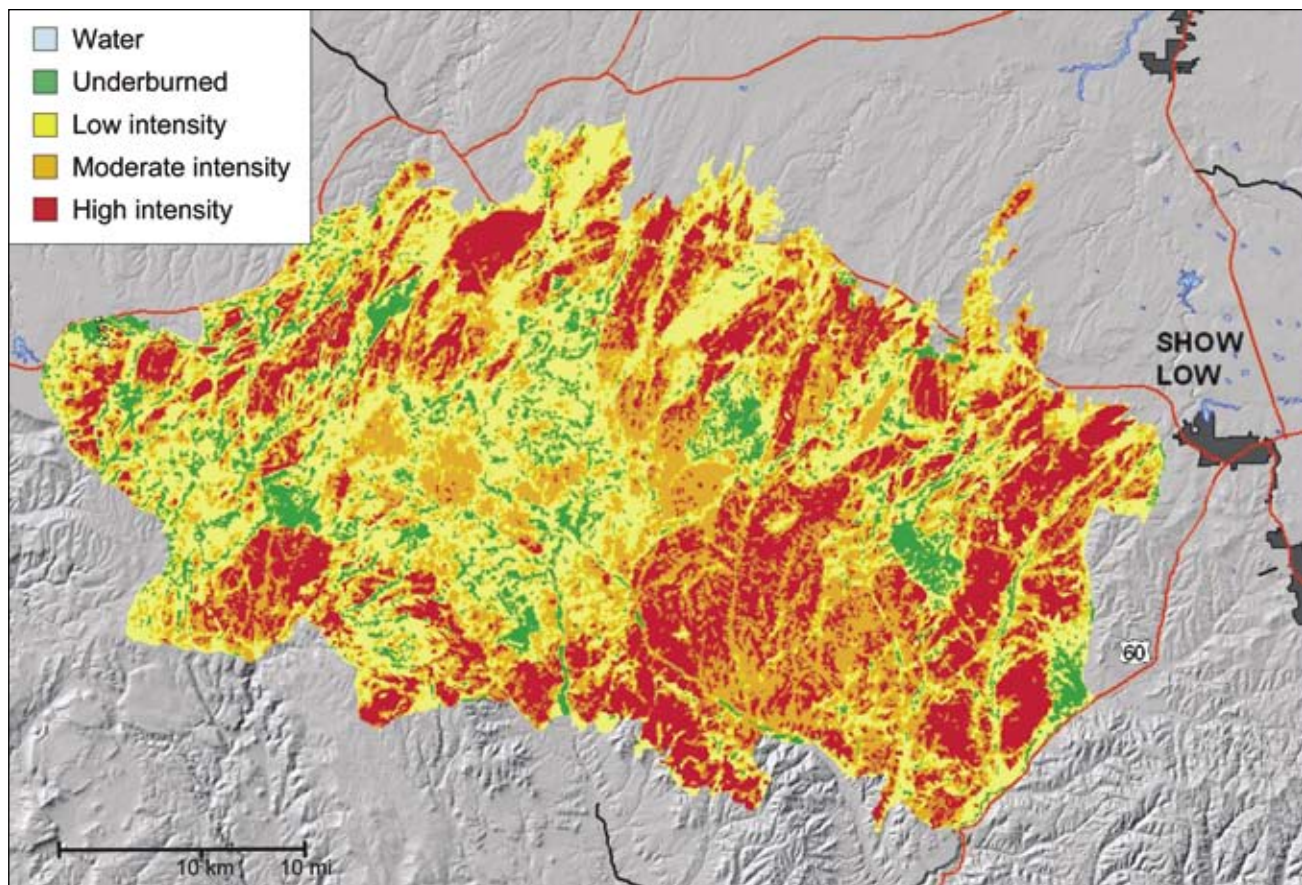 Water
Underburned
Low intensity
Moderate intensity
High intensity
SHOW
LOW
60
10 km
10 mi